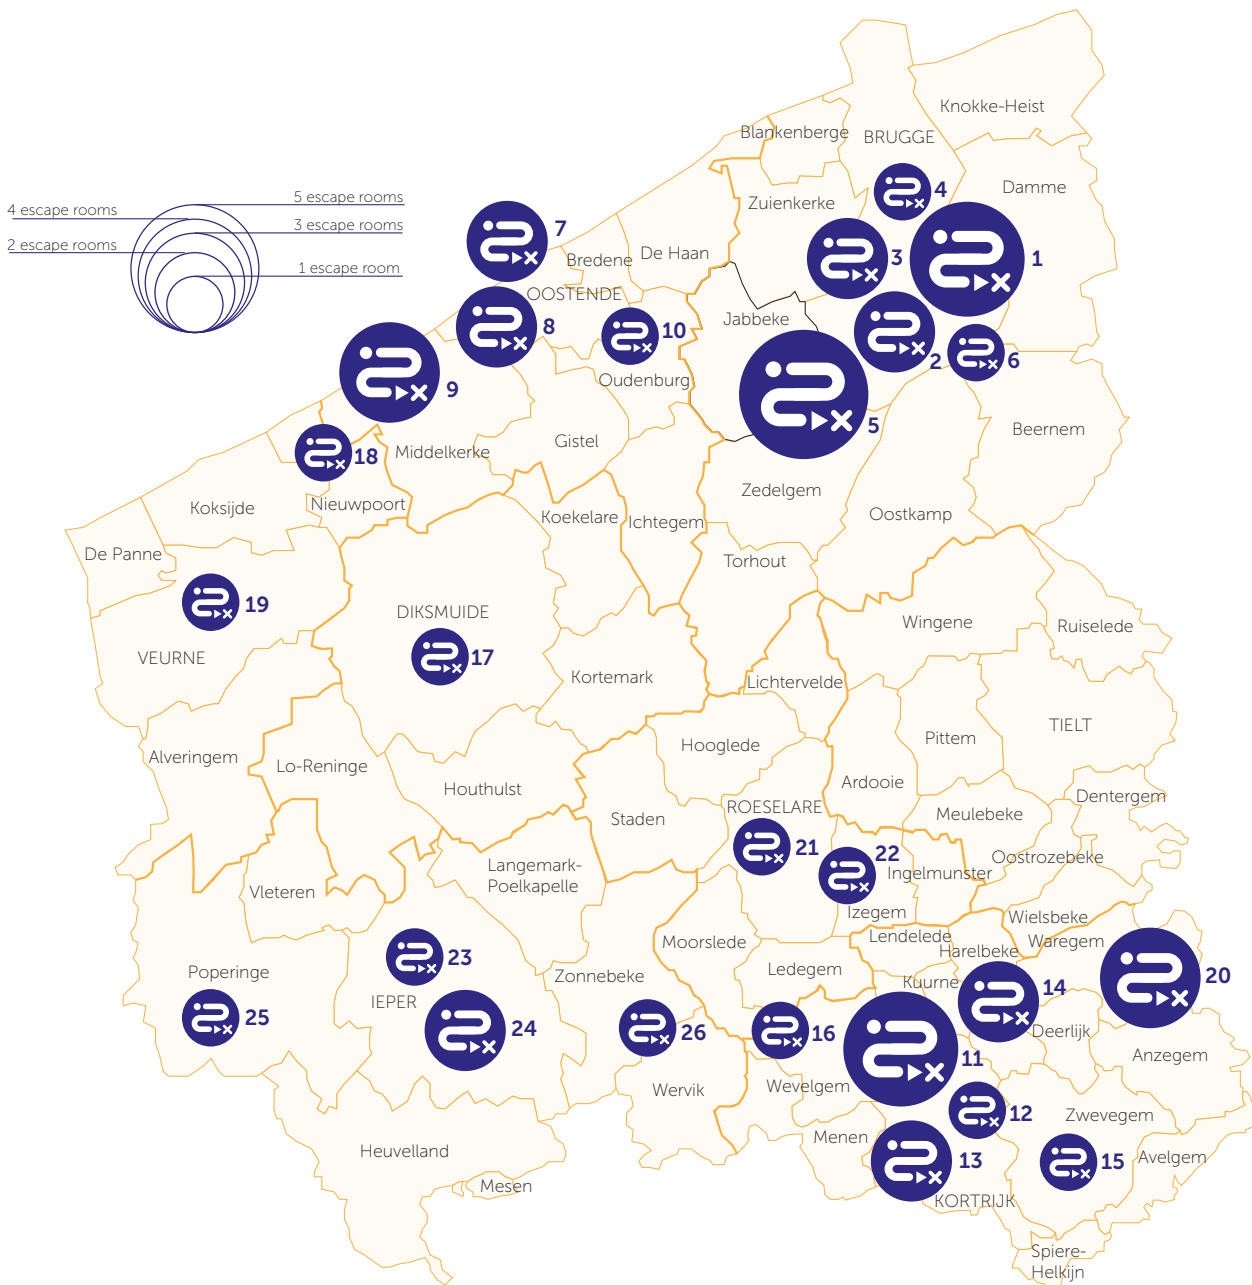 Knokke-Heist
Blankenberge
BRUGGE
4
Damme
5 escape rooms
4 escape rooms
Zuienkerke
3 escape rooms
7
De Haan
2 escape rooms
Bredene
3
1
1 escape room
OOSTENDE
Jabbeke
8
10
2
6
Oudenburg
9
5
Beernem
Gistel
Middelkerke
18
Zedelgem
Koksijde
Nieuwpoort
Koekelare
Ichtegem
Oostkamp
De Panne
Torhout
19
DIKSMUIDE
Wingene
Ruiselede
VEURNE
17
Kortemark
Lichtervelde
TIELT
Pittem
Hooglede
Alveringem
Lo-Reninge
Ardooie
Houthulst
Dentergem
ROESELARE
Meulebeke
Staden
21
22
Oostrozebeke
Langemark-
Poelkapelle
Ingelmunster
Vleteren
Izegem
Wielsbeke
Lendelede
Waregem
Moorslede
Harelbeke
23
Poperinge
Zonnebeke
Ledegem
20
Kuurne
14
IEPER
25
24
26
16
Deerlijk
11
Anzegem
Wervik
Wevelgem
12
Zwevegem
Menen
Heuvelland
13
15
Avelgem
Mesen
KORTRIJK
Spiere-
Helkijn